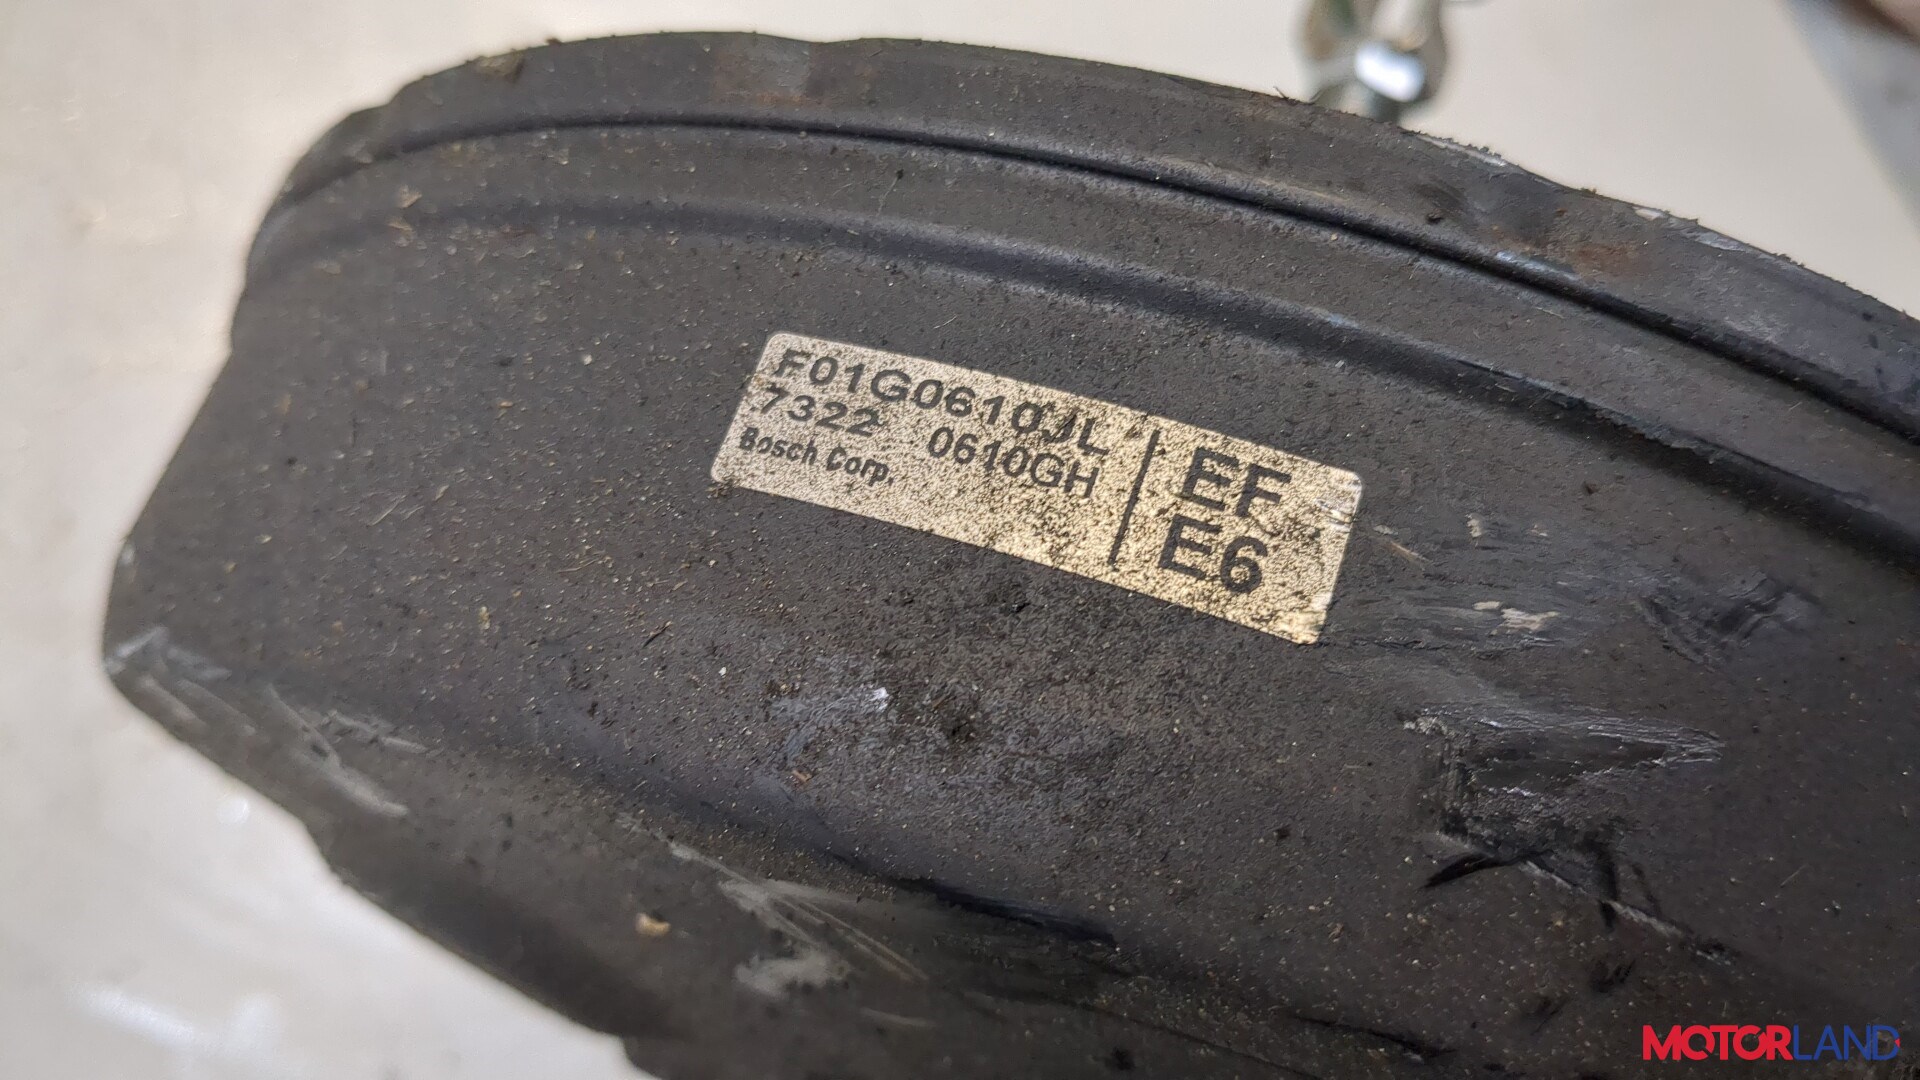 F01G0610JL
7322 0610GH
Bosch Corp.
EF
E6
MOTORLAND